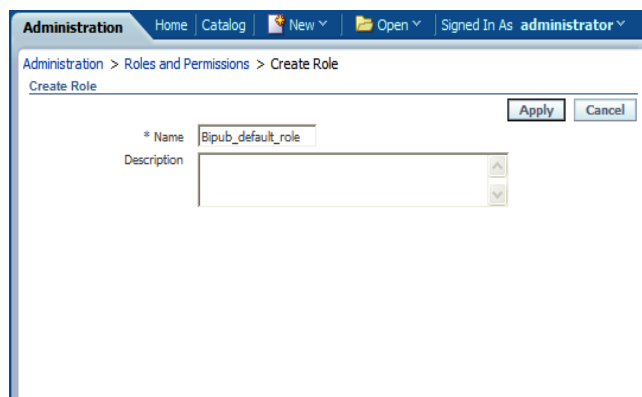 Administration Home Catalog New Open Signed In As administrator
Administration > Roles and Permissions > Create Role
Create Role
Apply Cancel
* Name Bipub_default_role
Description